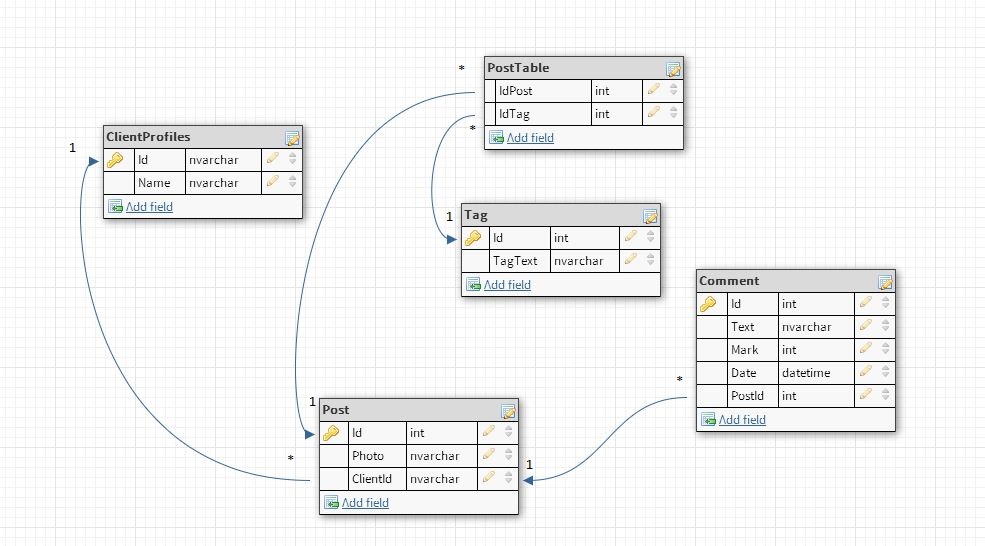 *
PostTable
IdPost int
IdTag int
*
Add field
ClientProfiles
1
Id nvarchar
Name nvarchar
Add field
1
Tag
Id int
TagText nvarchar
Add field
Comment
Id int
Text nvarchar
Mark int
Date datetime
*
PostId int
Add field
1
Post
Id int
*
Photo nvarchar
1
ClientId nvarchar
Add field